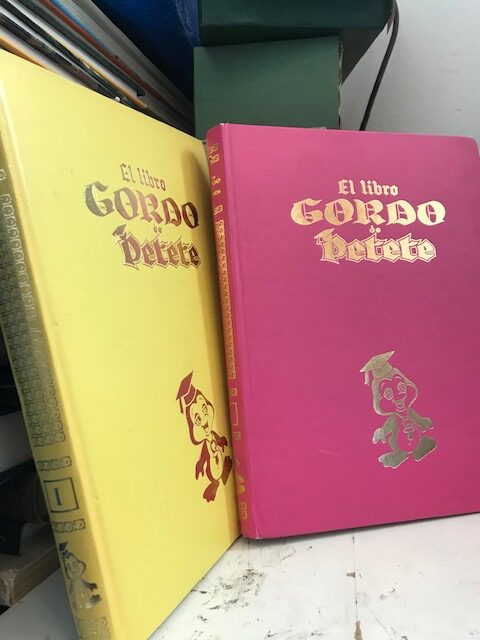 El libro
GORDO
DE
Petete
I
El libro
GORDO
DE
Petete